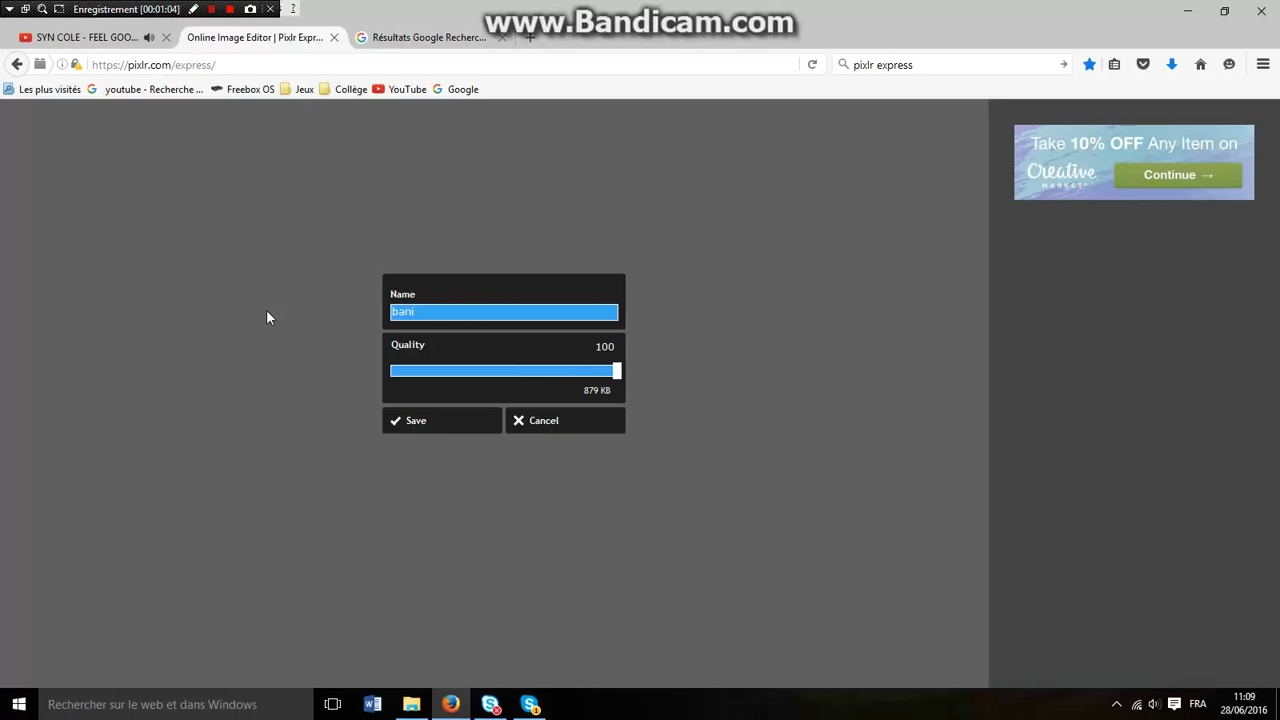 Enregistrement [00:01:04]
?
www.Bandicam.com
SYN COLE - FEEL GOO...
Online Image Editor | Pixlr Expr...
Résultats Google Recherc...
https://pixlr.com/express/
pixlr express
Les plus visités
youtube - Recherche ...
Freebox OS
Jeux
Collège
YouTube
Google
Take 10% OFF Any Item on
Creative
MARKET
Continue →
Name
bani
Quality
100
879 KB
Save
Cancel
Rechercher sur le web et dans Windows
FRA
11:09
28/06/2016